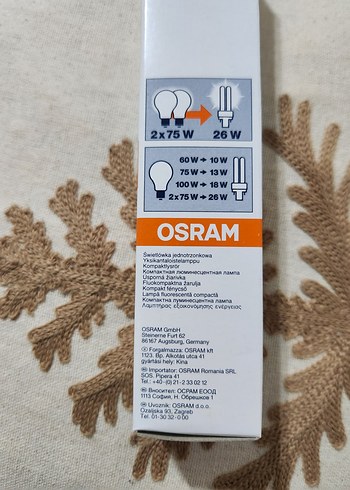 2x75 W 26 W
60 W → 10 W
75 W → 13 W
100 W → 18 W
2x75 W → 26 W
OSRAM
Świetlówka jednotrzonkowa
Yksikantaloistelamppu
Kompaktlysrör
Компактная люминесцентная лампа
Úsporná žiarivka
Fluokompaktna žarulja
Kompakt fénycső
Lampă fluorescentă compactă
Компактна луминесцентна лампа
Λαμπτήρας εξοικονόμησης ενέργειας
OSRAM GmbH
Steinerne Furt 62
86167 Augsburg, Germany
Forgalmazza: OSRAM kft
1123. Bp. Alkotás utca 41
gyártási hely: Kína
Importator: OSRAM Romania SRL
SOS. Pipera 41
Tel.: +40-(0) 21-2 33 02 12
Вносител: ОСРАМ ЕООД
1113 София, Н. Обрешков 1
Uvoznik: OSRAM d.o.o.
Ozaljska 93, Zagreb
Tel. 01-30 32-0 00